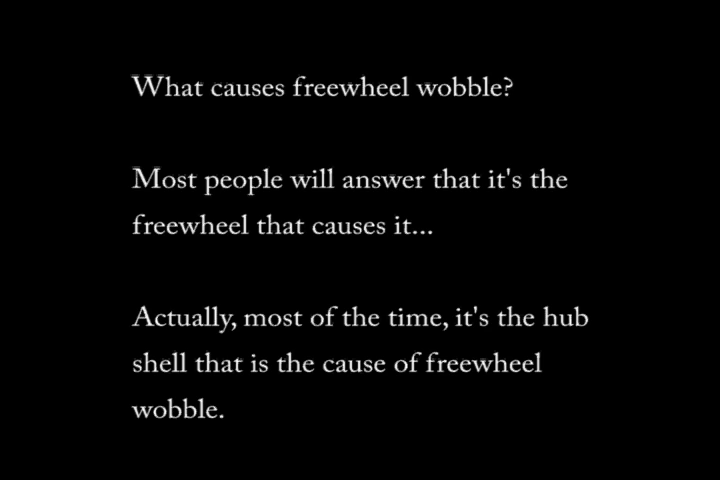 What causes freewheel wobble?
Most people will answer that it's the
freewheel that causes it...
Actually, most of the time, it's the hub
shell that is the cause of freewheel
wobble.